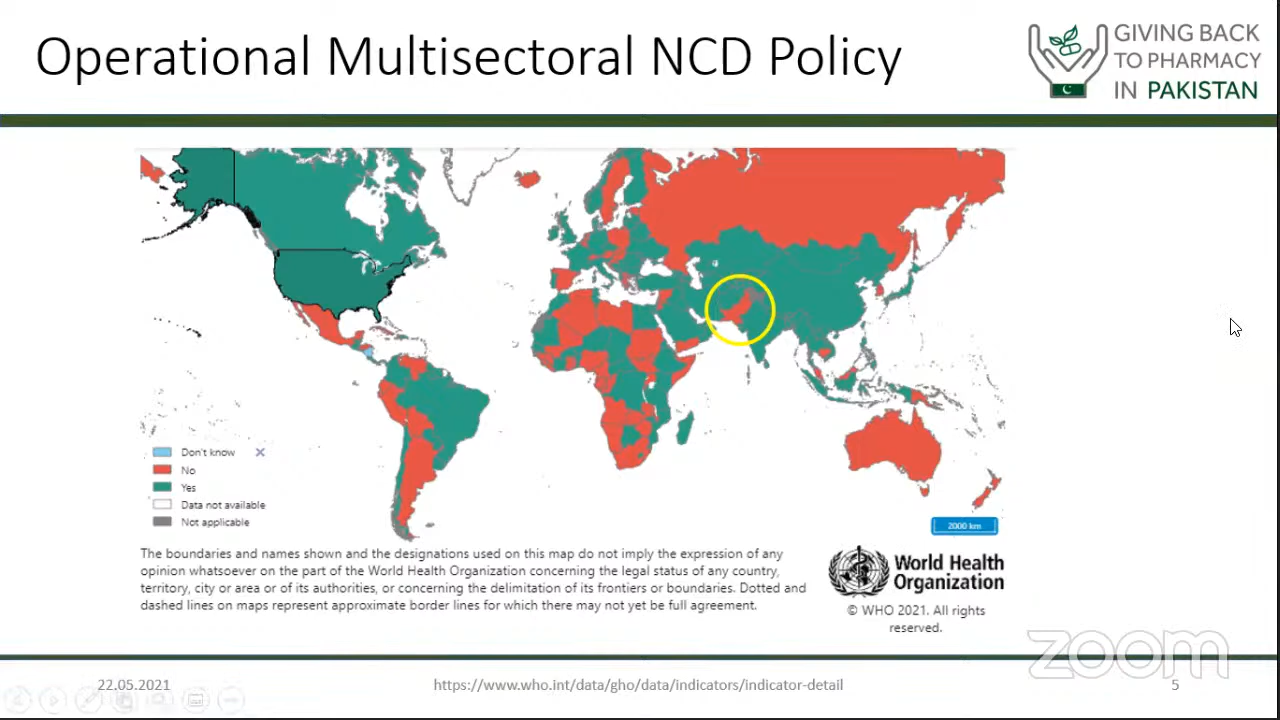 Operational Multisectoral NCD Policy
GIVING BACK
TO PHARMACY
IN PAKISTAN
Don't know
No
Yes
Data not available
Not applicable
2000 km
The boundaries and names shown and the designations used on this map do not imply the expression of any
opinion whatsoever on the part of the World Health Organization concerning the legal status of any country,
territory, city or area or of its authorities, or concerning the delimitation of its frontiers or boundaries. Dotted and
dashed lines on maps represent approximate border lines for which there may not yet be full agreement.
World Health
Organization
© WHO 2021. All rights
reserved.
zoom
22.05.2021
https://www.who.int/data/gho/data/indicators/indicator-detail
5